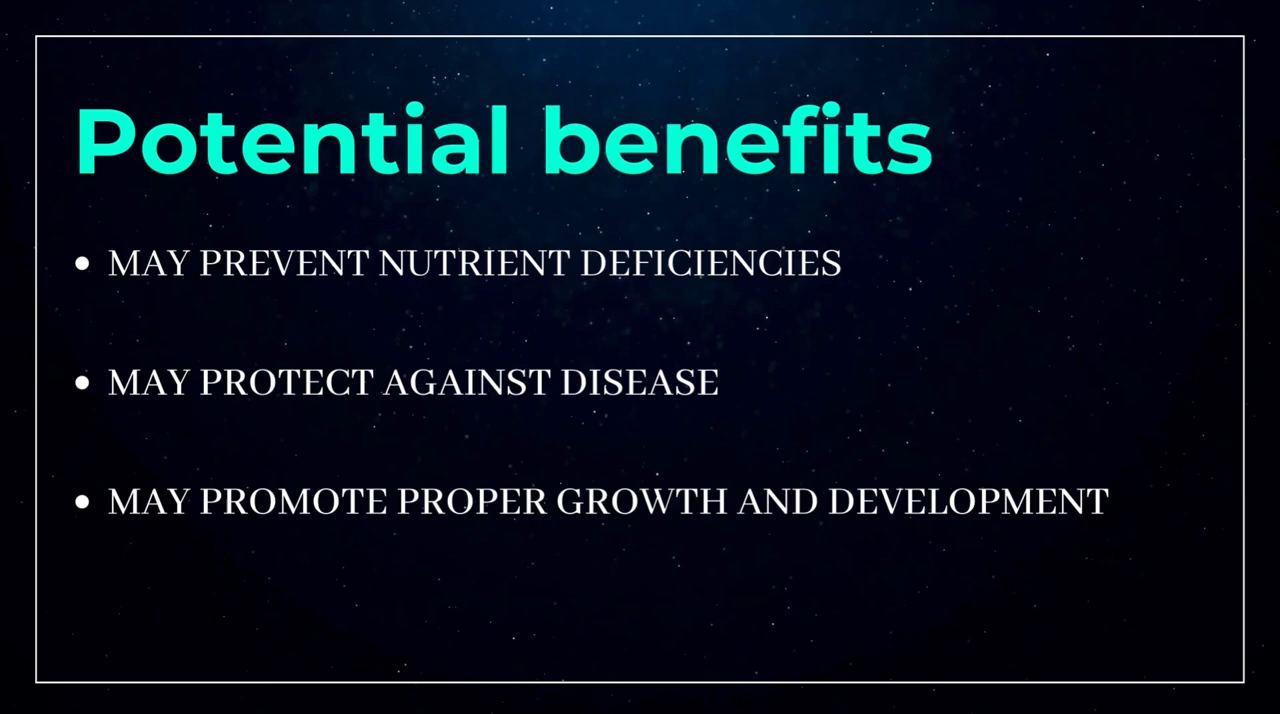 Potential benefits
• MAY PREVENT NUTRIENT DEFICIENCIES
• MAY PROTECT AGAINST DISEASE
• MAY PROMOTE PROPER GROWTH AND DEVELOPMENT